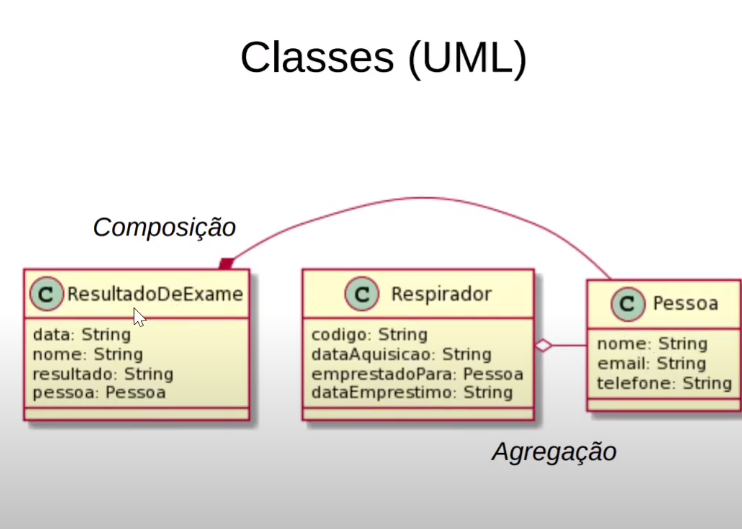 Classes (UML)
Composição
C ResultadoDeExame
data: String
nome: String
resultado: String
pessoa: Pessoa
C Respirador
codigo: String
dataAquisicao: String
emprestadoPara: Pessoa
dataEmprestimo: String
C Pessoa
nome: String
email: String
telefone: String
Agregação